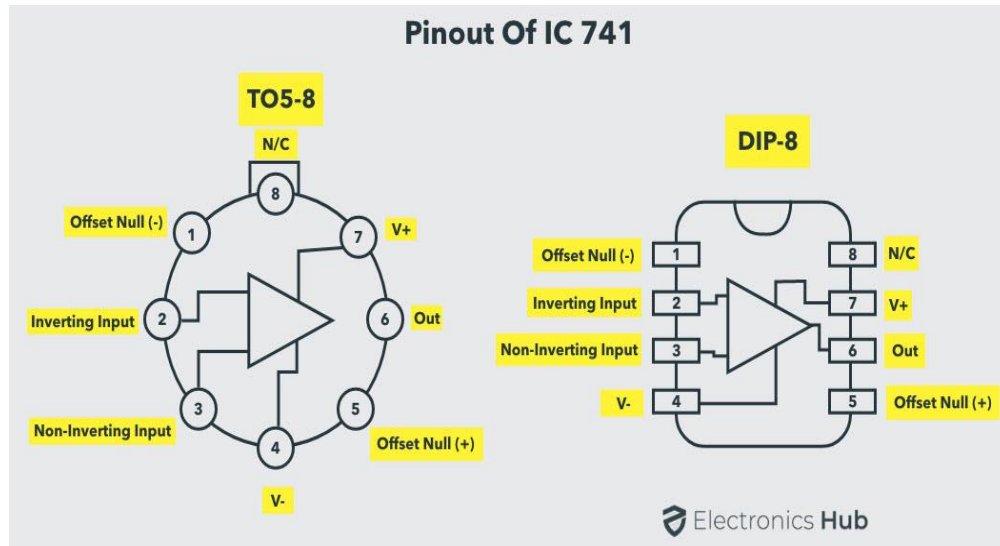 Pinout Of IC 741
TO5-8
N/C
8
Offset Null (-)
1
7
V+
Inverting Input
2
6
Out
3
Non-Inverting Input
5
Offset Null (+)
4
V-
DIP-8
Offset Null (-)
1
8
N/C
Inverting Input
2
7
V+
Non-Inverting Input
3
6
Out
V-
4
5
Offset Null (+)
Electronics Hub